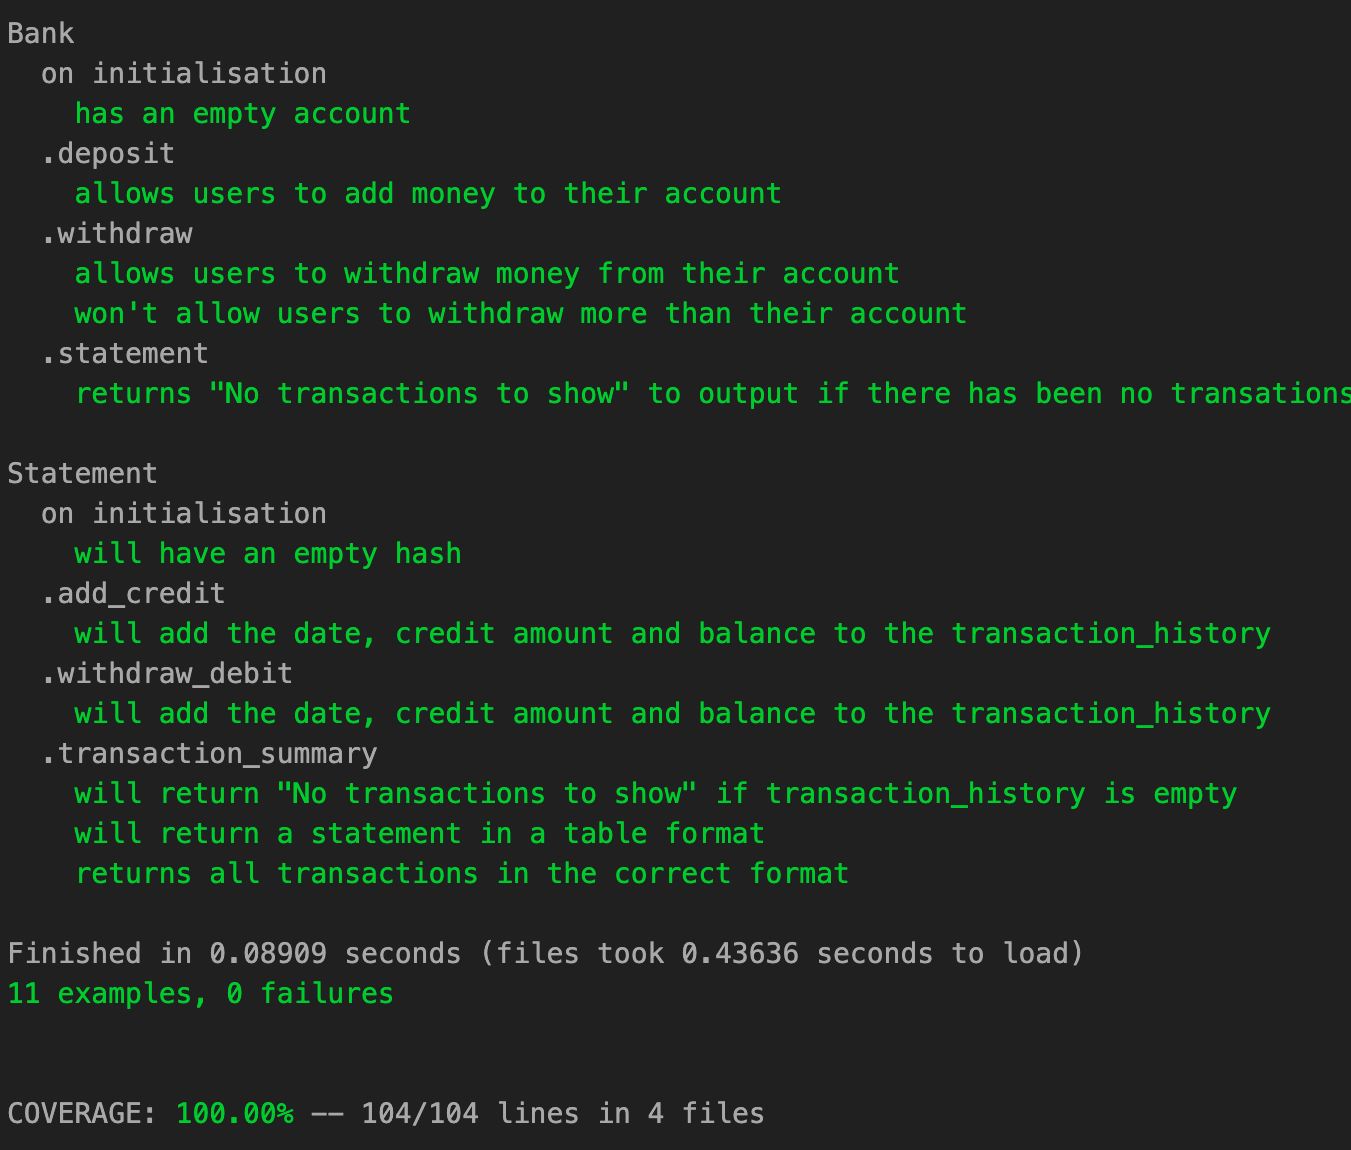 Bank
on initialisation
has an empty account
.deposit
allows users to add money to their account
.withdraw
allows users to withdraw money from their account
won't allow users to withdraw more than their account
.statement
returns "No transactions to show" to output if there has been no transations
Statement
on initialisation
will have an empty hash
.add_credit
will add the date, credit amount and balance to the transaction_history
.withdraw_debit
will add the date, credit amount and balance to the transaction_history
.transaction_summary
will return "No transactions to show" if transaction_history is empty
will return a statement in a table format
returns all transactions in the correct format
Finished in 0.08909 seconds (files took 0.43636 seconds to load)
11 examples, 0 failures
COVERAGE: 100.00% -- 104/104 lines in 4 files